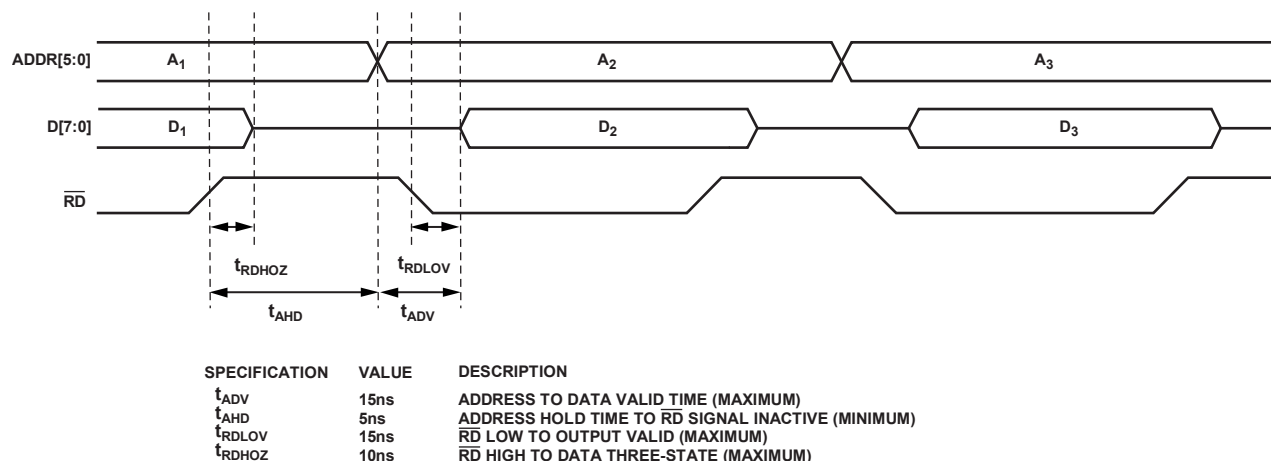 ADDR[5:0] A1 A2 A3
D[7:0] D1 D2 D3
RD
tRDHOZ tRDLOV
tAHD tADV
SPECIFICATION VALUE DESCRIPTION
tADV 15ns ADDRESS TO DATA VALID TIME (MAXIMUM)
tAHD 5ns ADDRESS HOLD TIME TO RD SIGNAL INACTIVE (MINIMUM)
tRDLOV 15ns RD LOW TO OUTPUT VALID (MAXIMUM)
tRDHOZ 10ns RD HIGH TO DATA THREE-STATE (MAXIMUM)